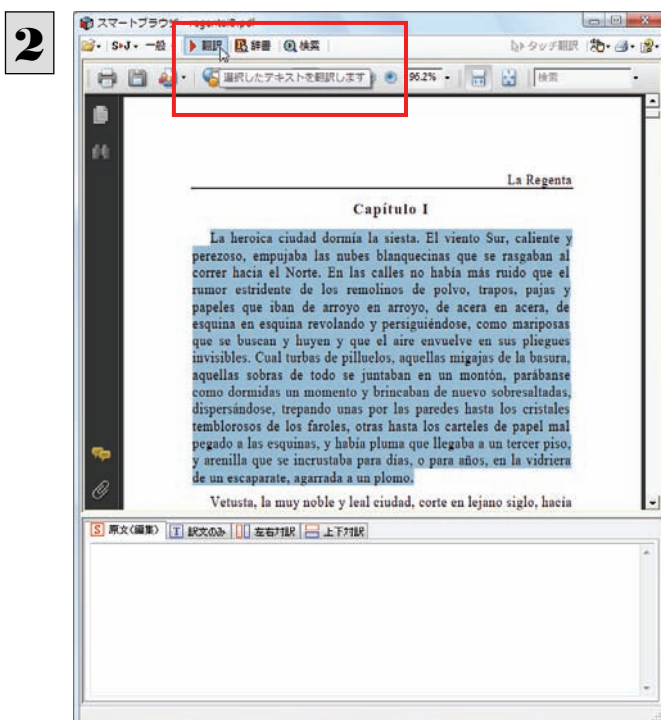 2
スマートブラウザ - regentaI8.pdf
S▸J 一般 翻訳 辞書 検索 タッチ翻訳
選択したテキストを翻訳します 96.2% 検索
La Regenta
Capítulo I
La heroica ciudad dormía la siesta. El viento Sur, caliente y
perezoso, empujaba las nubes blanquecinas que se rasgaban al
correr hacia el Norte. En las calles no había más ruido que el
rumor estridente de los remolinos de polvo, trapos, pajas y
papeles que iban de arroyo en arroyo, de acera en acera, de
esquina en esquina revolando y persiguiéndose, como mariposas
que se buscan y huyen y que el aire envuelve en sus pliegues
invisibles. Cual turbas de pilluelos, aquellas migajas de la basura,
aquellas sobras de todo se juntaban en un montón, parábanse
como dormidas un momento y brincaban de nuevo sobresaltadas,
dispersándose, trepando unas por las paredes hasta los cristales
temblorosos de los faroles, otras hasta los carteles de papel mal
pegado a las esquinas, y había pluma que llegaba a un tercer piso,
y arenilla que se incrustaba para días, o para años, en la vidriera
de un escaparate, agarrada a un plomo.
Vetusta, la muy noble y leal ciudad, corte en lejano siglo, hacía
S 原文(編集) T 訳文のみ 左右対訳 上下対訳